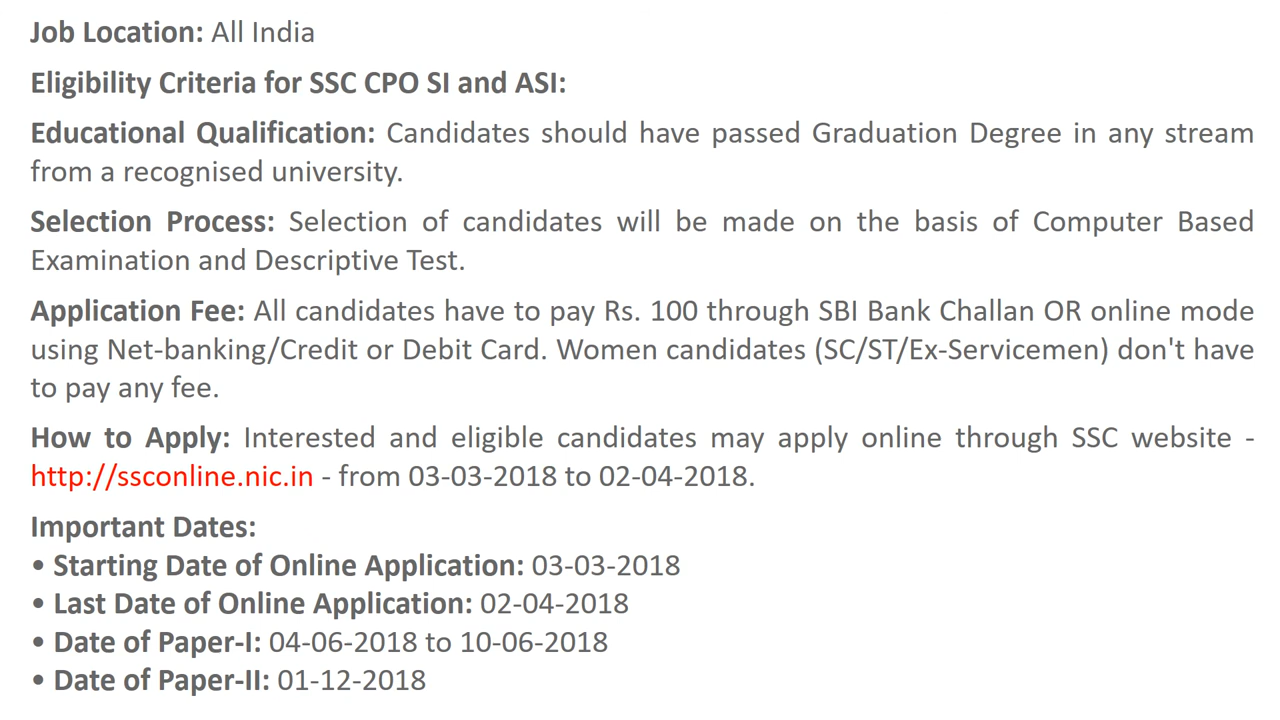 Job Location: All India
Eligibility Criteria for SSC CPO SI and ASI:
Educational Qualification: Candidates should have passed Graduation Degree in any stream
from a recognised university.
Selection Process: Selection of candidates will be made on the basis of Computer Based
Examination and Descriptive Test.
Application Fee: All candidates have to pay Rs. 100 through SBI Bank Challan OR online mode
using Net-banking/Credit or Debit Card. Women candidates (SC/ST/Ex-Servicemen) don't have
to pay any fee.
How to Apply: Interested and eligible candidates may apply online through SSC website -
http://ssconline.nic.in - from 03-03-2018 to 02-04-2018.
Important Dates:
• Starting Date of Online Application: 03-03-2018
• Last Date of Online Application: 02-04-2018
• Date of Paper-I: 04-06-2018 to 10-06-2018
• Date of Paper-II: 01-12-2018